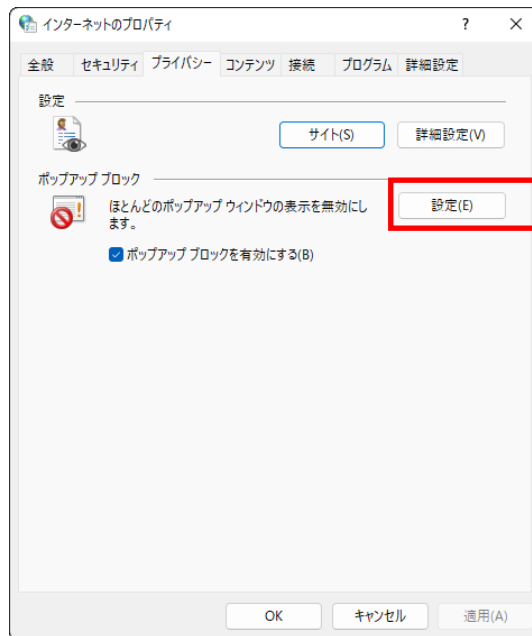 インターネットのプロパティ ? ×
全般 セキュリティ プライバシー コンテンツ 接続 プログラム 詳細設定
設定
サイト(S) 詳細設定(V)
ポップアップ ブロック
ほとんどのポップアップ ウィンドウの表示を無効にし 設定(E)
ます。
ポップアップ ブロックを有効にする(B)
OK キャンセル 適用(A)